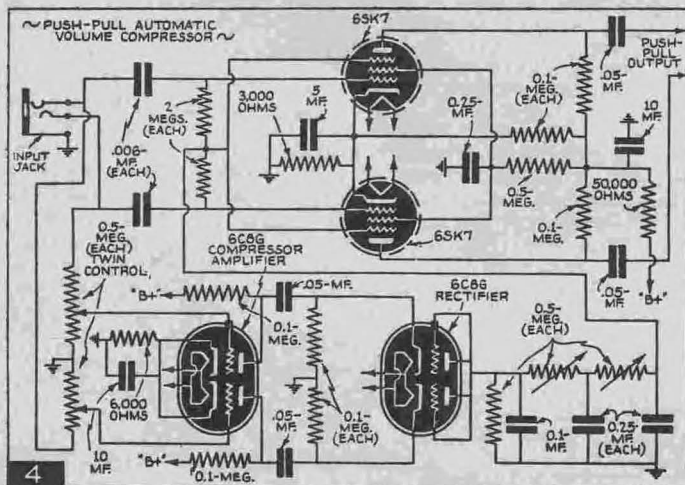 ~ PUSH-PULL AUTOMATIC
VOLUME COMPRESSOR ~
6SK7
PUSH-
PULL
OUTPUT
.05-
MF.
0.1-
MEG.
(EACH)
10
MF.
INPUT
JACK
.006-
MF.
(EACH)
2
MEGS.
(EACH)
3,000
OHMS
5
MF.
0.25-
MF.
0.5-
MEG.
0.1-
MEG.
50,000
OHMS
6SK7
.05-
MF.
"B+"
0.5-
MEG.
(EACH)
TWIN
CONTROL
6C8G
COMPRESSOR
AMPLIFIER
"B+"
0.1-
MEG.
.05-MF.
6C8G
RECTIFIER
0.5-
MEG.
(EACH)
6,000
OHMS
10
MF.
"B+"
0.1-MEG.
.05-
MF.
0.1-
MEG.
(EACH)
0.1-
MF.
0.25-
MF.
(EACH)
4